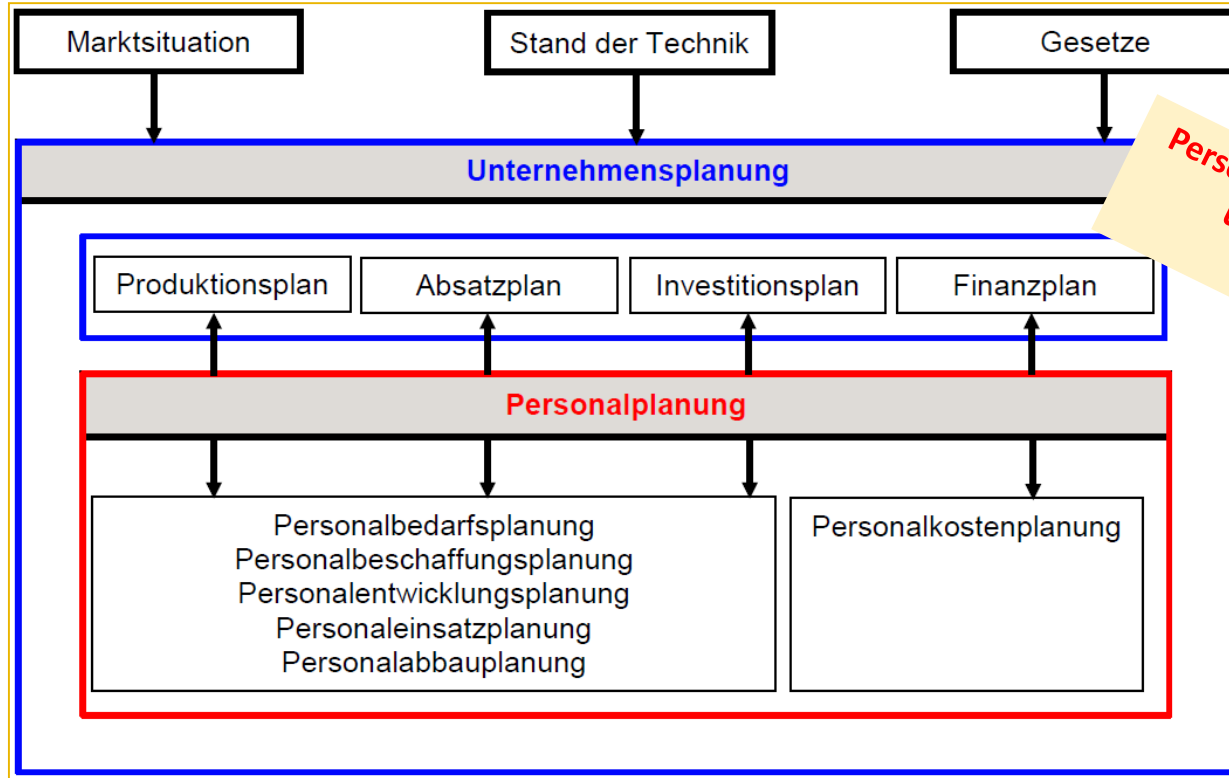 Marktsituation
Stand der Technik
Gesetze
Unternehmensplanung
Produktionsplan
Absatzplan
Investitionsplan
Finanzplan
Personalplanung
Personalbedarfsplanung
Personalbeschaffungsplanung
Personalentwicklungsplanung
Personaleinsatzplanung
Personalabbauplanung
Personalkostenplanung